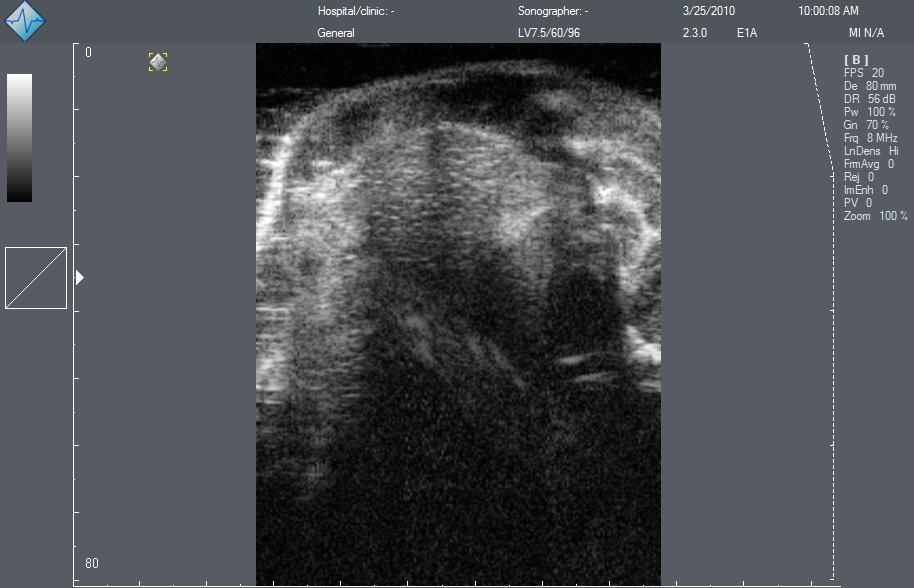 Hospital/clinic: - Sonographer: - 3/25/2010 10:00:08 AM
General LV7.5/60/96 2.3.0 E1A MI N/A
0
[ B ]
FPS 20
De 80 mm
DR 56 dB
Pw 100 %
Gn 70 %
Frq 8 MHz
LnDens Hi
FrmAvg 0
Rej 0
ImEnh 0
PV 0
Zoom 100 %
80